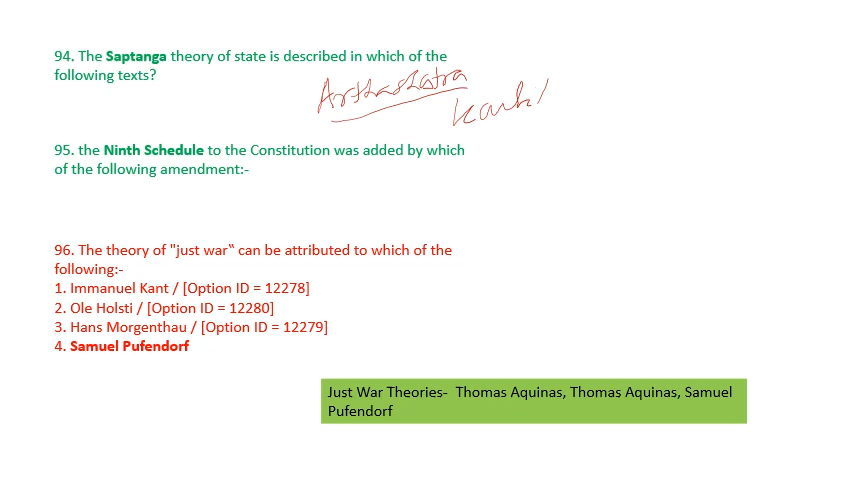 94. The Saptanga theory of state is described in which of the
following texts?
Arthashatra
95. the Ninth Schedule to the Constitution was added by which
of the following amendment:-
96. The theory of "just war“ can be attributed to which of the
following:-
1. Immanuel Kant / [Option ID = 12278]
2. Ole Holsti / [Option ID = 12280]
3. Hans Morgenthau / [Option ID = 12279]
4. Samuel Pufendorf
Just War Theories-  Thomas Aquinas, Thomas Aquinas, Samuel
Pufendorf